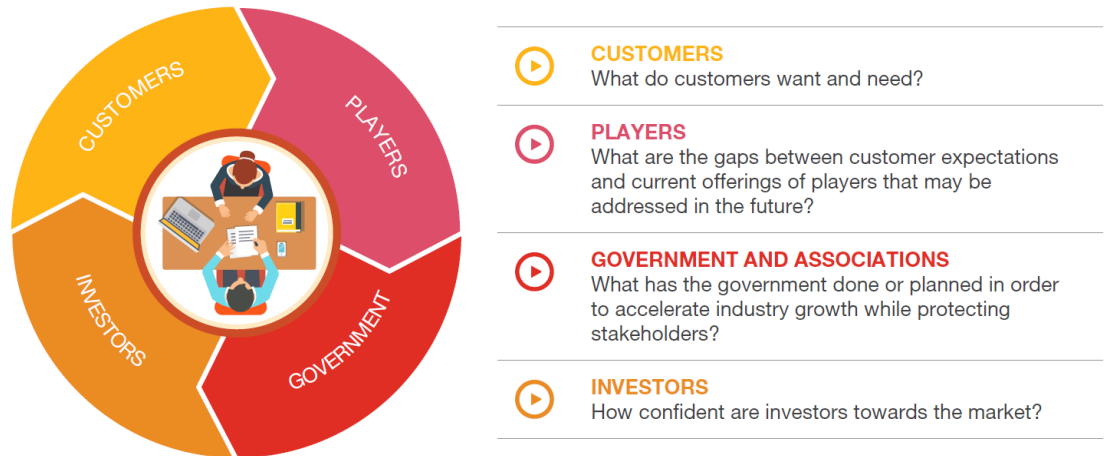 CUSTOMERS
PLAYERS
GOVERNMENT
INVESTORS
CUSTOMERS
What do customers want and need?
PLAYERS
What are the gaps between customer expectations
and current offerings of players that may be
addressed in the future?
GOVERNMENT AND ASSOCIATIONS
What has the government done or planned in order
to accelerate industry growth while protecting
stakeholders?
INVESTORS
How confident are investors towards the market?